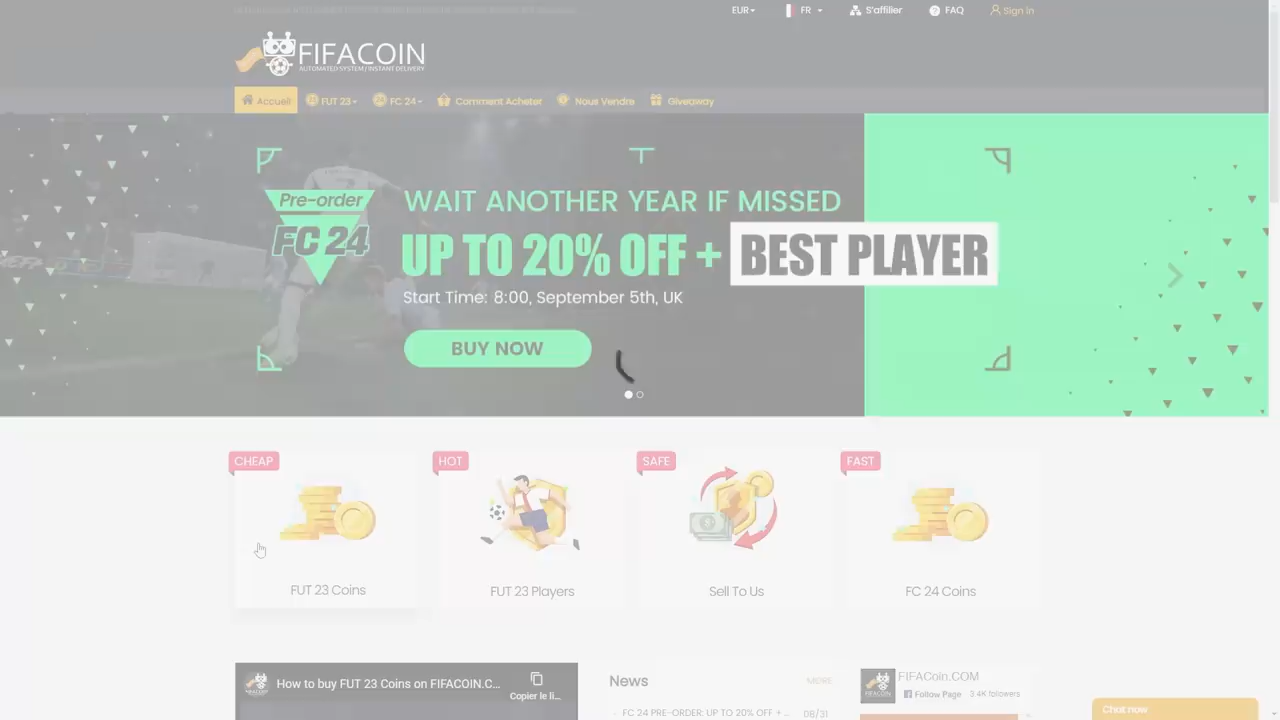 EUR
FR
S'affilier
FAQ
Sign in
FIFACOIN
AUTOMATED SYSTEM / INSTANT DELIVERY
Accueil
FUT 23
FC 24
Comment Acheter
Nous Vendre
Giveaway
Pre-order
FC 24
WAIT ANOTHER YEAR IF MISSED
UP TO 20% OFF + BEST PLAYER
Start Time: 8:00, September 5th, UK
BUY NOW
CHEAP
HOT
SAFE
FAST
FUT 23 Coins
FUT 23 Players
Sell To Us
FC 24 Coins
How to buy FUT 23 Coins on FIFACOIN.C...
Copier le li...
News
MORE
FC 24 PRE-ORDER: UP TO 20% OFF +...
08/31
FIFACoin.COM
Follow Page
3.4K followers
Chat now